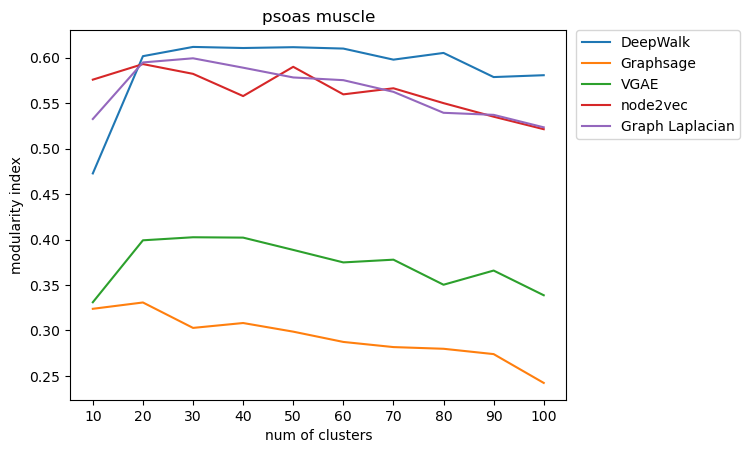 psoas muscle
DeepWalk
Graphsage
VGAE
node2vec
Graph Laplacian
modularity index
0.60
0.55
0.50
0.45
0.40
0.35
0.30
0.25
10 20 30 40 50 60 70 80 90 100
num of clusters